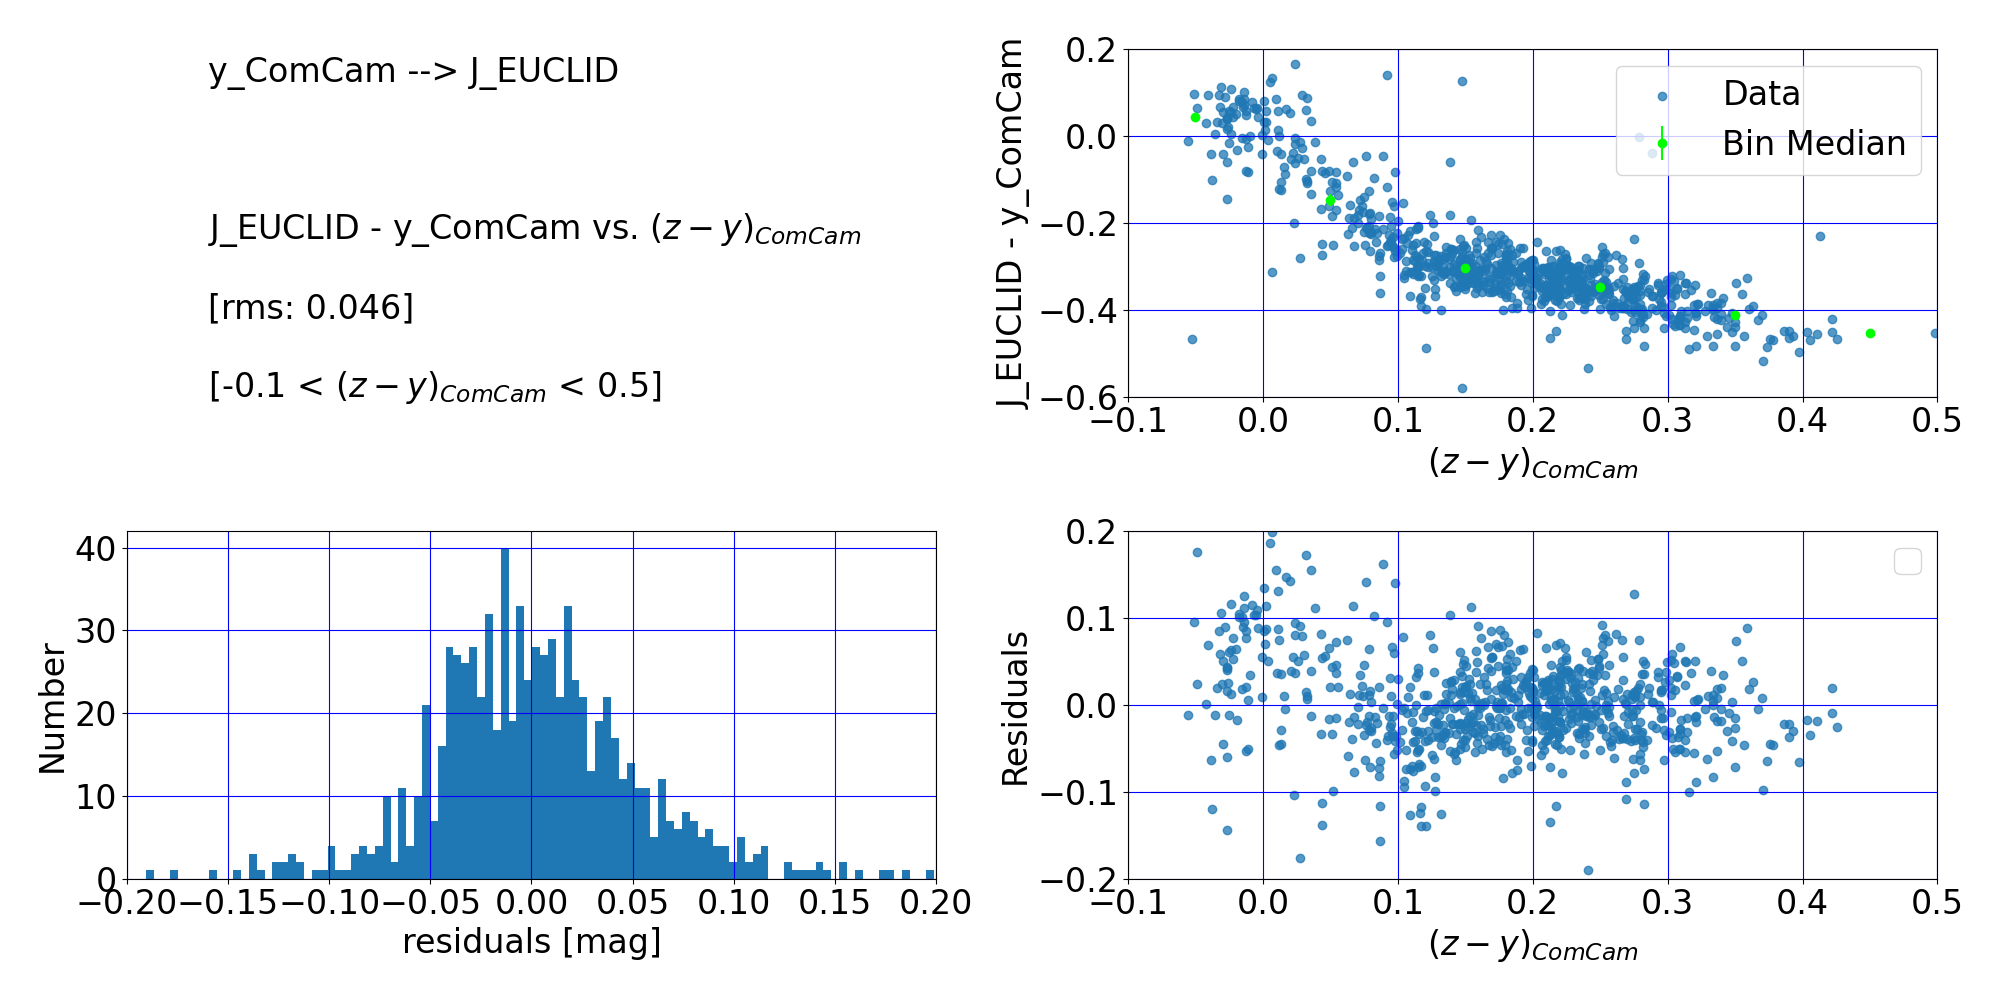 y_ComCam --> J_EUCLID
J_EUCLID - y_ComCam vs. (z − y)ComCam
[rms: 0.046]
[-0.1 < (z − y)ComCam < 0.5]
J_EUCLID - y_ComCam
0.2
0.0
−0.2
−0.4
−0.6
Data
Bin Median
−0.1 0.0 0.1 0.2 0.3 0.4 0.5
(z − y)ComCam
Number
40
30
20
10
0
−0.20 −0.15 −0.10 −0.05 0.00 0.05 0.10 0.15 0.20
residuals [mag]
Residuals
0.2
0.1
0.0
−0.1
−0.2
−0.1 0.0 0.1 0.2 0.3 0.4 0.5
(z − y)ComCam